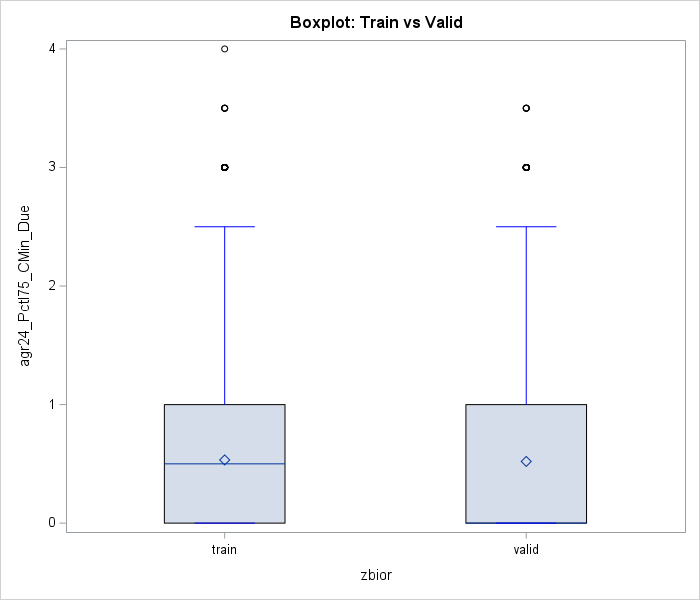 Boxplot: Train vs Valid
agr24_Pctl75_CMin_Due
4
3
2
1
0
train
valid
zbior